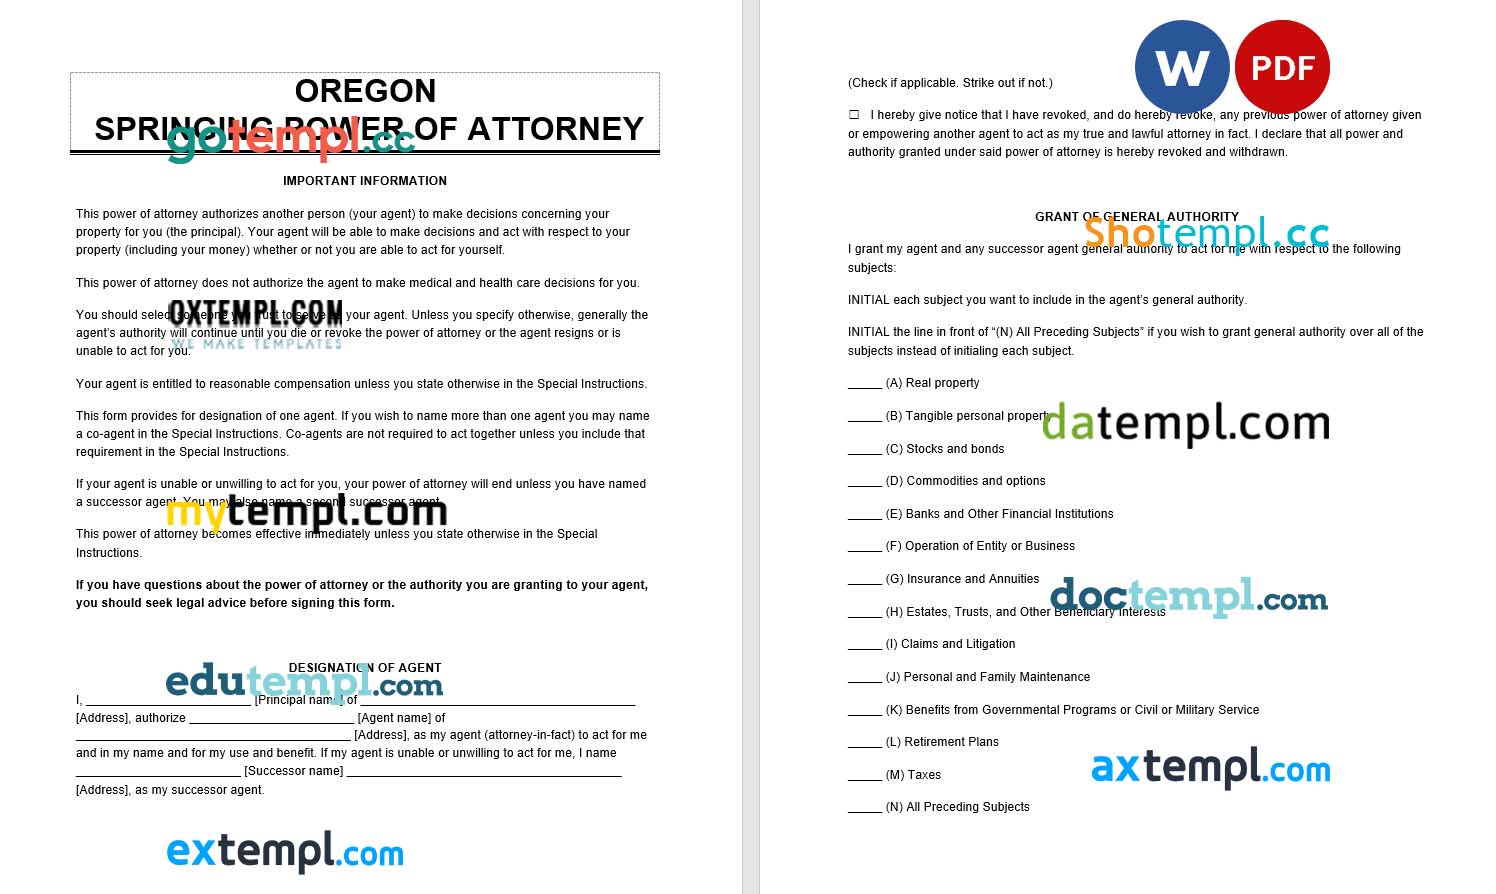 OREGON
SPRINGING POWER OF ATTORNEY
gotempl.cc
IMPORTANT INFORMATION
This power of attorney authorizes another person (your agent) to make decisions concerning your
property for you (the principal). Your agent will be able to make decisions and act with respect to your
property (including your money) whether or not you are able to act for yourself.
This power of attorney does not authorize the agent to make medical and health care decisions for you.
OXTEMPL.COM
You should select someone you trust to serve as your agent. Unless you specify otherwise, generally the
agent's authority will continue until you die or revoke the power of attorney or the agent resigns or is
WE MAKE TEMPLATES
unable to act for you.
Your agent is entitled to reasonable compensation unless you state otherwise in the Special Instructions.
This form provides for designation of one agent. If you wish to name more than one agent you may name
a co-agent in the Special Instructions. Co-agents are not required to act together unless you include that
requirement in the Special Instructions.
If your agent is unable or unwilling to act for you, your power of attorney will end unless you have named
a successor agent. You may also name a second successor agent.
mytempl.com
This power of attorney becomes effective immediately unless you state otherwise in the Special
Instructions.
If you have questions about the power of attorney or the authority you are granting to your agent,
you should seek legal advice before signing this form.
DESIGNATION OF AGENT
edutempl.com
I, _________________________ [Principal name] of __________________________________________
[Address], authorize _________________________ [Agent name] of
__________________________________________ [Address], as my agent (attorney-in-fact) to act for me
and in my name and for my use and benefit. If my agent is unable or unwilling to act for me, I name
_________________________ [Successor name] __________________________________________
[Address], as my successor agent.
extempl.com
W PDF
(Check if applicable. Strike out if not.)
☐ I hereby give notice that I have revoked, and do hereby revoke, any previous power of attorney given
or empowering another agent to act as my true and lawful attorney in fact. I declare that all power and
authority granted under said power of attorney is hereby revoked and withdrawn.
GRANT OF GENERAL AUTHORITY
Shotempl.cc
I grant my agent and any successor agent general authority to act for me with respect to the following
subjects:
INITIAL each subject you want to include in the agent's general authority.
INITIAL the line in front of “(N) All Preceding Subjects” if you wish to grant general authority over all of the
subjects instead of initialing each subject.
_____ (A) Real property
_____ (B) Tangible personal property
datempl.com
_____ (C) Stocks and bonds
_____ (D) Commodities and options
_____ (E) Banks and Other Financial Institutions
_____ (F) Operation of Entity or Business
_____ (G) Insurance and Annuities
doctempl.com
_____ (H) Estates, Trusts, and Other Beneficiary Interests
_____ (I) Claims and Litigation
_____ (J) Personal and Family Maintenance
_____ (K) Benefits from Governmental Programs or Civil or Military Service
_____ (L) Retirement Plans
axtempl.com
_____ (M) Taxes
_____ (N) All Preceding Subjects